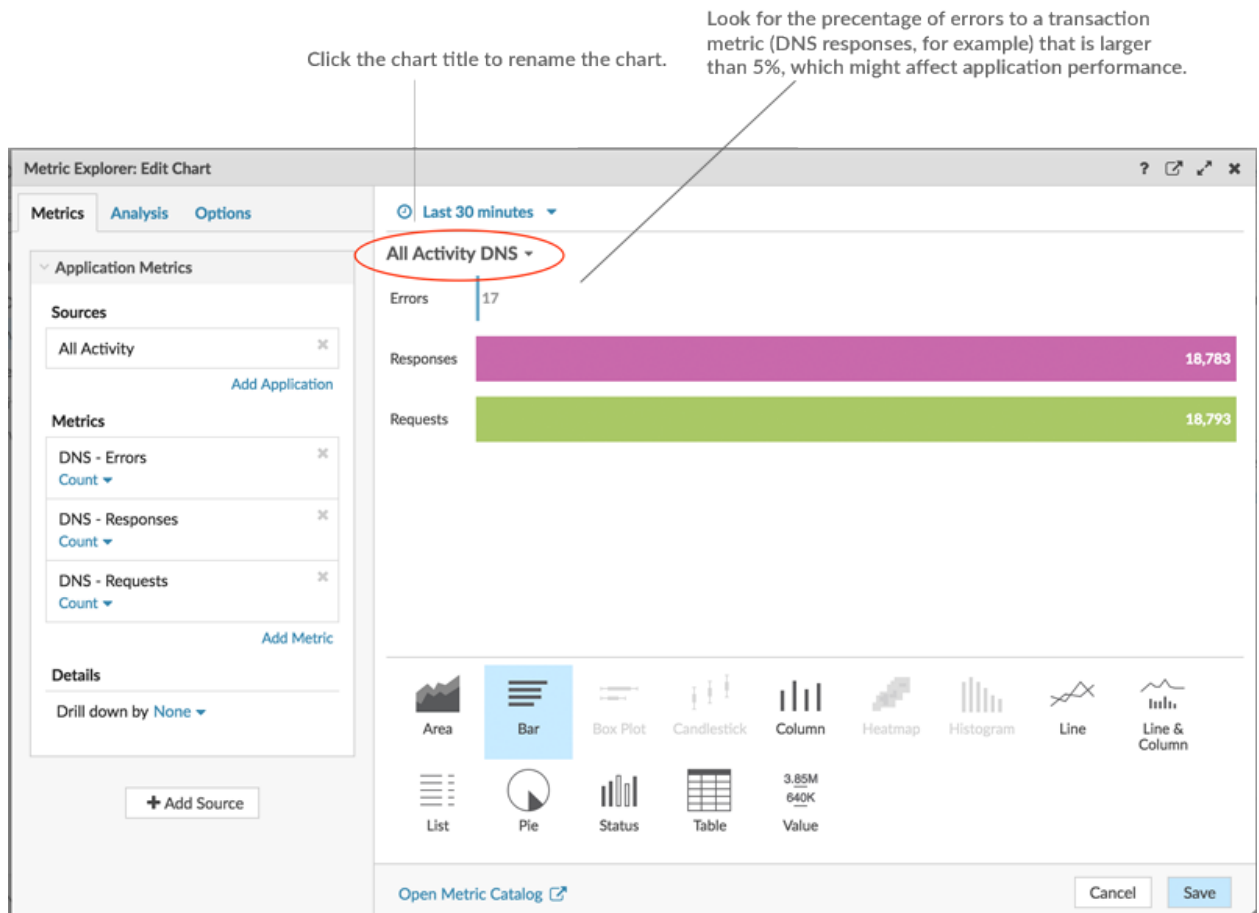 Look for the precentage of errors to a transaction
metric (DNS responses, for example) that is larger
than 5%, which might affect application performance.
Click the chart title to rename the chart.
Metric Explorer: Edit Chart
?
Metrics Analysis Options
Last 30 minutes
Application Metrics
Sources
All Activity
Add Application
Metrics
DNS - Errors
Count
DNS - Responses
Count
DNS - Requests
Count
Add Metric
Details
Drill down by None
+ Add Source
All Activity DNS
Errors 17
Responses 18,783
Requests 18,793
Area Bar Box Plot Candlestick Column Heatmap Histogram Line Line &
Column
3.85M
640K
List Pie Status Table Value
Open Metric Catalog
Cancel Save